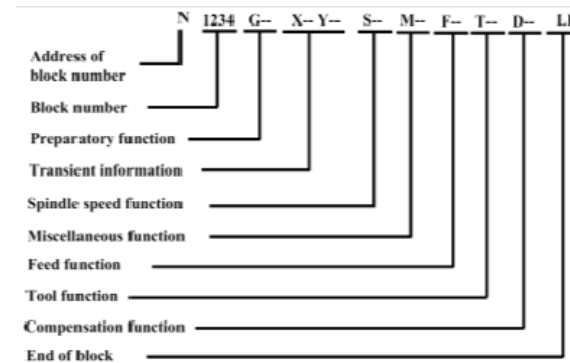 N 1234 G-- X-- Y-- S-- M-- F-- T-- D--
Address of
block number
Block number
Preparatory function
Transient information
Spindle speed function
Miscellaneous function
Feed function
Tool function
Compensation function
End of block